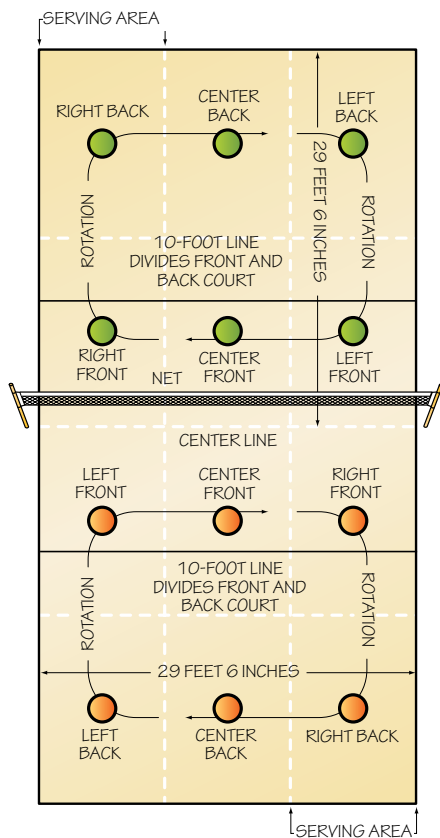 SERVING AREA
RIGHT BACK
CENTER
BACK
LEFT
BACK
29 FEET 6 INCHES
ROTATION
ROTATION
10-FOOT LINE
DIVIDES FRONT AND
BACK COURT
RIGHT
FRONT
CENTER
FRONT
LEFT
FRONT
NET
CENTER LINE
LEFT
FRONT
CENTER
FRONT
RIGHT
FRONT
10-FOOT LINE
DIVIDES FRONT AND
BACK COURT
ROTATION
ROTATION
29 FEET 6 INCHES
LEFT
BACK
CENTER
BACK
RIGHT BACK
SERVING AREA